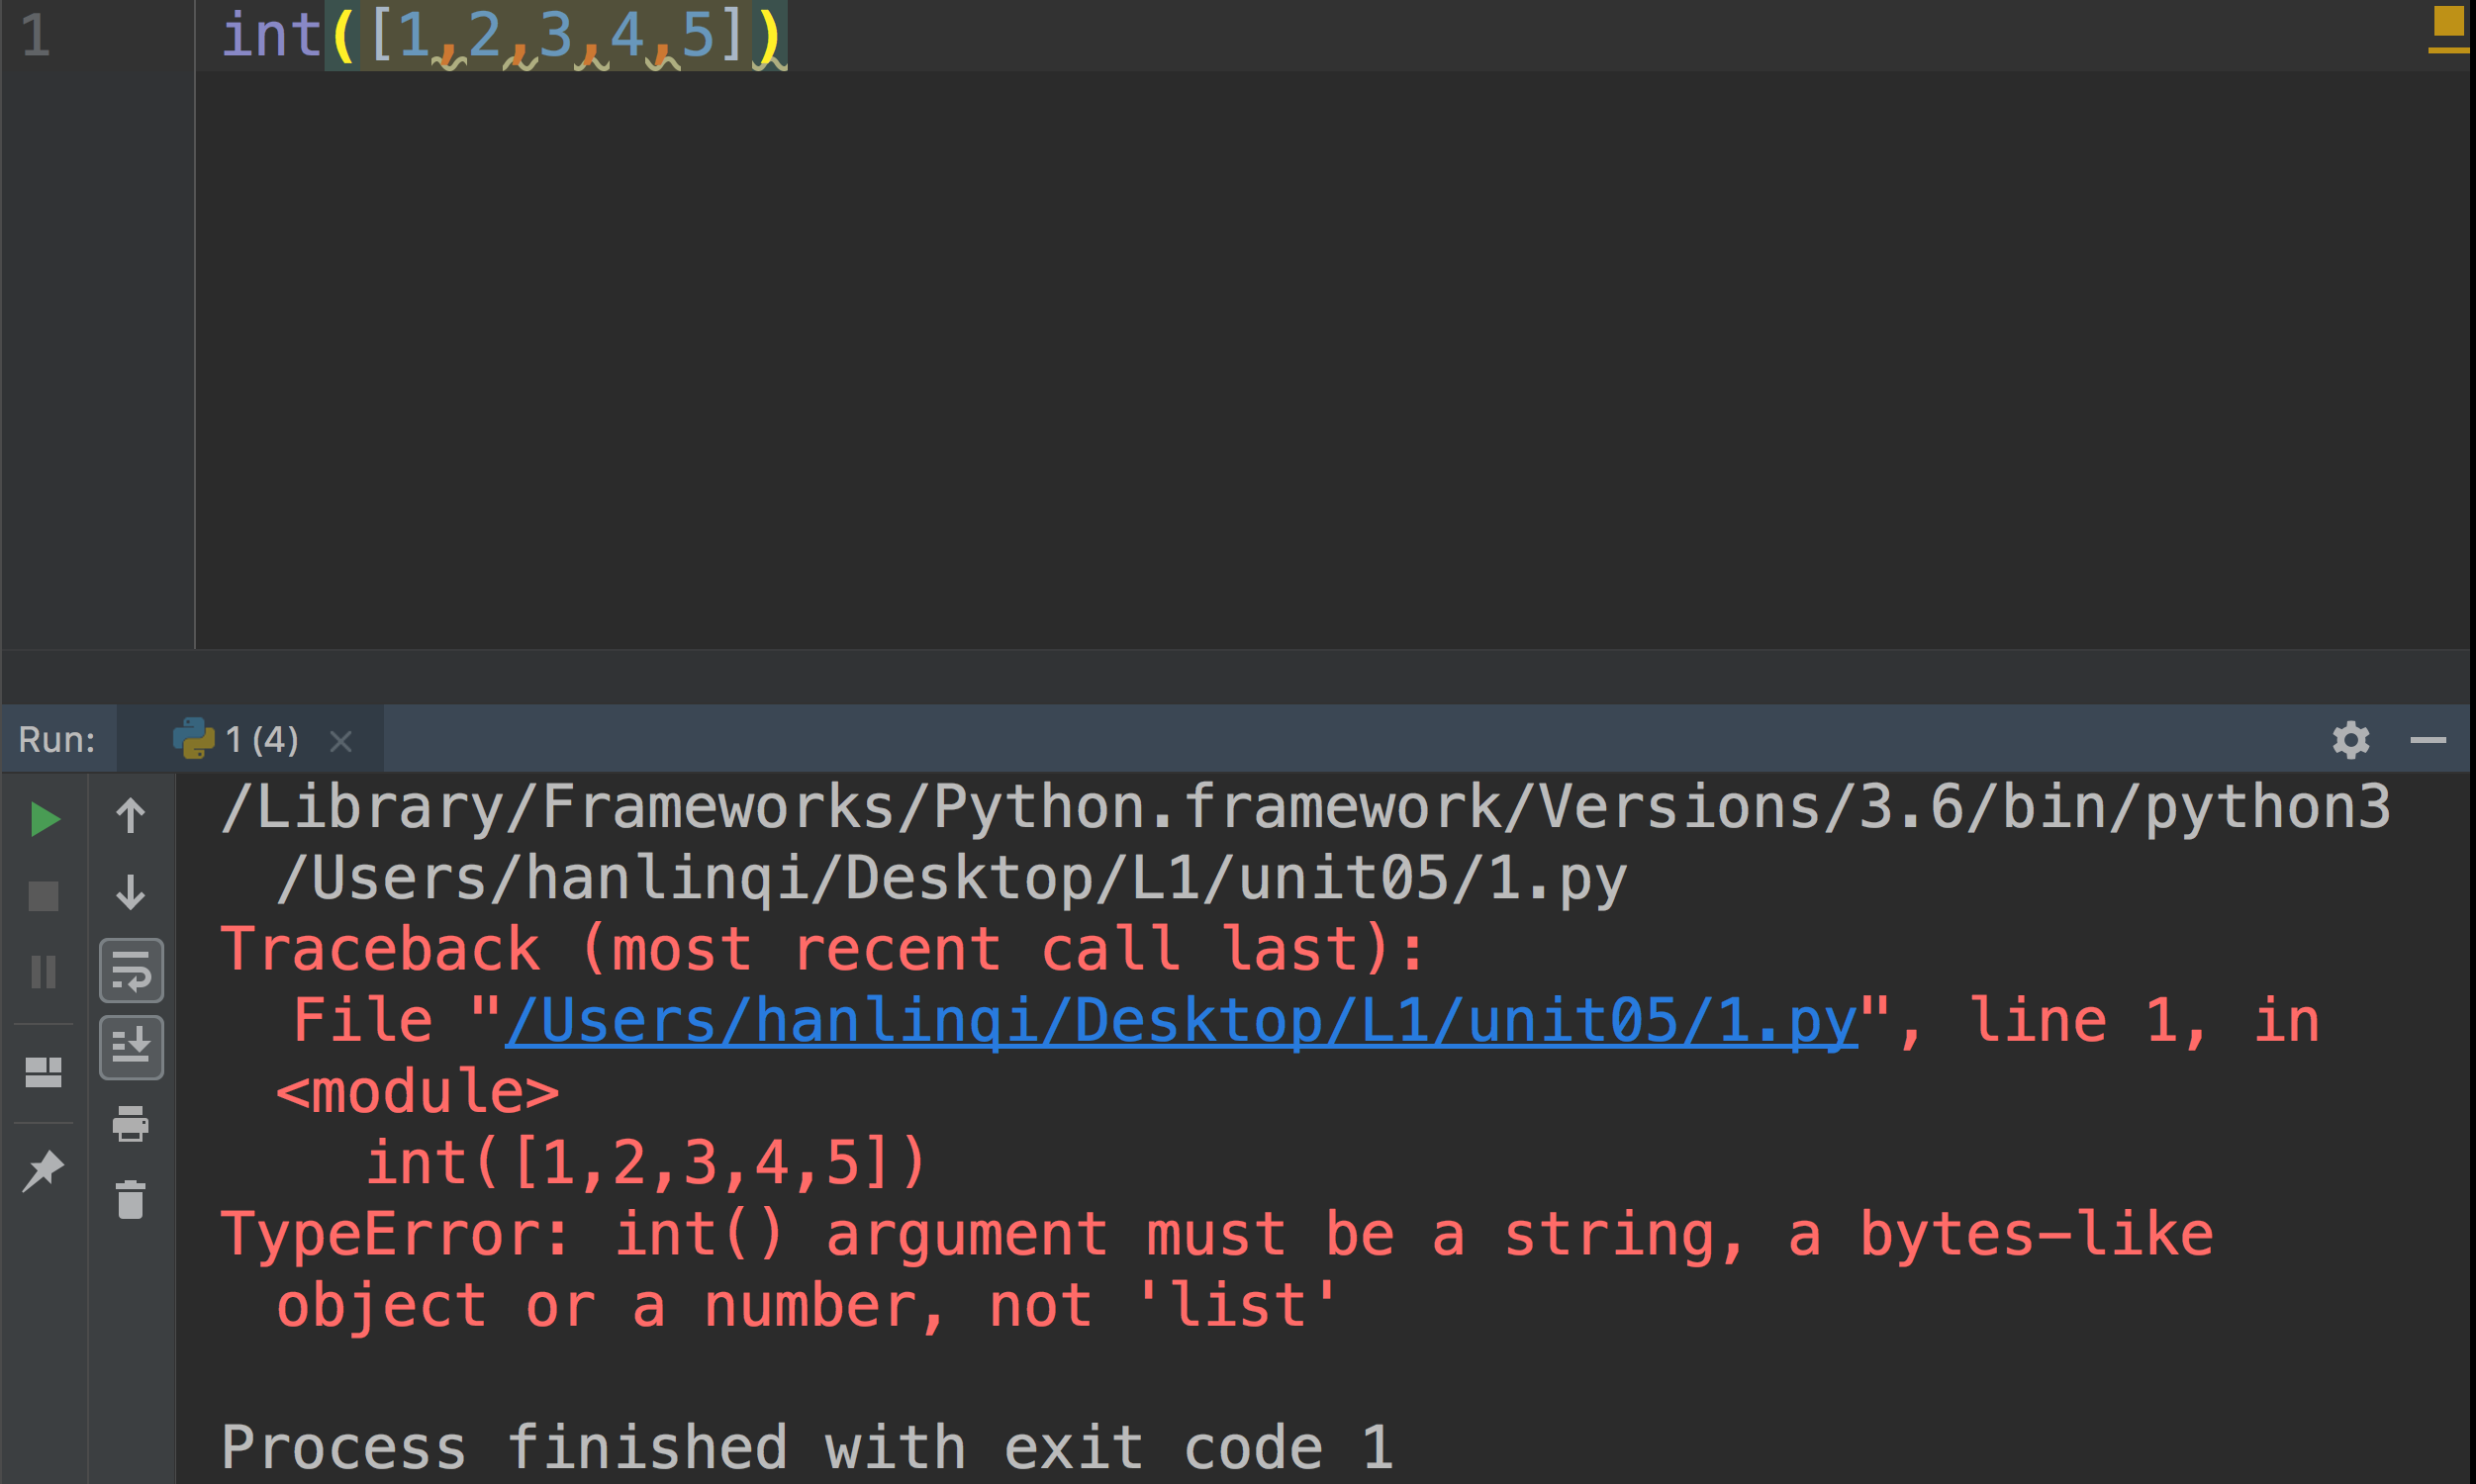 1 int([1,2,3,4,5])
Run: 1 (4)
/Library/Frameworks/Python.framework/Versions/3.6/bin/python3
/Users/hanlinqi/Desktop/L1/unit05/1.py
Traceback (most recent call last):
File "/Users/hanlinqi/Desktop/L1/unit05/1.py", line 1, in
<module>
int([1,2,3,4,5])
TypeError: int() argument must be a string, a bytes-like
object or a number, not 'list'
Process finished with exit code 1